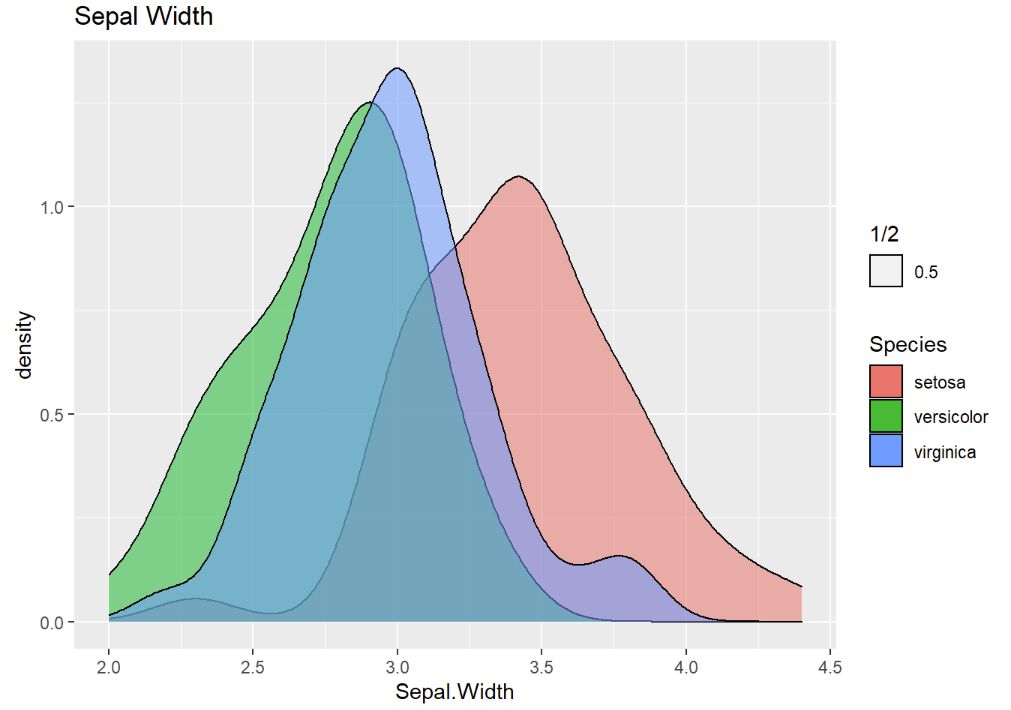 Sepal Width
density
1.0
0.5
0.0
2.0 2.5 3.0 3.5 4.0 4.5
Sepal.Width
1/2
0.5
Species
setosa
versicolor
virginica